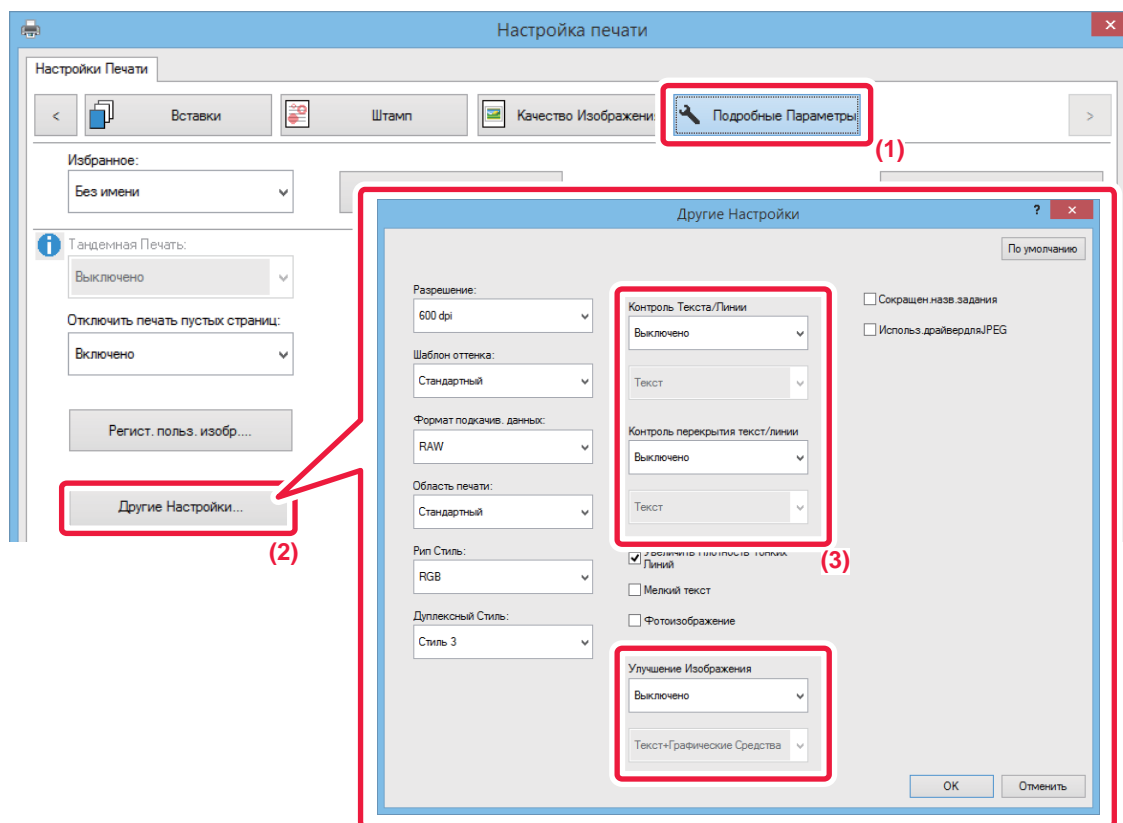 Настройка печати
Настройки Печати
<
Вставки
Штамп
Качество Изображени
Подробные Параметры
>
(1)
Избранное:
Без имени
Тандемная Печать:
Выключено
Отключить печать пустых страниц:
Включено
Регист. польз. изобр....
Другие Настройки...
(2)
Другие Настройки
?
По умолчанию
Разрешение:
600 dpi
Шаблон оттенка:
Стандартный
Формат подкачив. данных:
RAW
Область печати:
Стандартный
Рип Стиль:
RGB
Дуплексный Стиль:
Стиль 3
Контроль Текста/Линии
Выключено
Текст
Контроль перекрытия текст/линии
Выключено
Текст
(3)
Увеличить Плотность Тонких
Линий
Мелкий текст
Фотоизображение
Улучшение Изображения
Выключено
Текст+Графические Средства
Сокращен.назв.задания
Использ.драйвердляJPEG
OK
Отменить